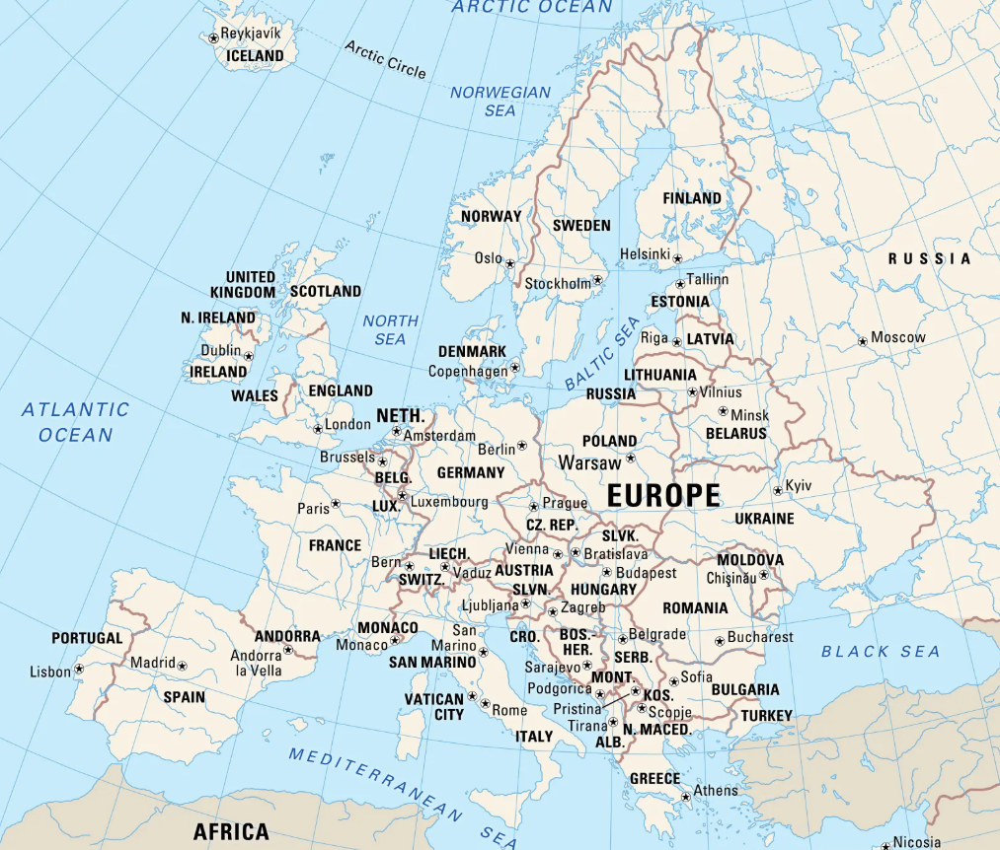 ARCTIC OCEAN
Reykjavík
ICELAND
Arctic Circle
NORWEGIAN
SEA
NORWAY
SWEDEN
FINLAND
Oslo
Helsinki
Stockholm
Tallinn
ESTONIA
RUSSIA
UNITED
KINGDOM
SCOTLAND
N. IRELAND
NORTH
SEA
Dublin
IRELAND
WALES
ENGLAND
London
DENMARK
Copenhagen
BALTIC SEA
Riga
LATVIA
LITHUANIA
RUSSIA
Vilnius
Minsk
BELARUS
Moscow
ATLANTIC
OCEAN
NETH.
Amsterdam
Brussels
BELG.
LUX.
Luxembourg
Berlin
GERMANY
POLAND
Warsaw
EUROPE
Kyiv
UKRAINE
Paris
FRANCE
Prague
CZ. REP.
SLVK.
Vienna
Bratislava
LIECH.
Bern
SWITZ.
Vaduz
AUSTRIA
Budapest
HUNGARY
MOLDOVA
Chişinău
SLVN.
Ljubljana
Zagreb
ROMANIA
PORTUGAL
Lisbon
Madrid
SPAIN
ANDORRA
Andorra
la Vella
MONACO
Monaco
San
Marino
SAN MARINO
CRO.
BOS.-
HER.
Belgrade
SERB.
Bucharest
BLACK SEA
Sarajevo
MONT.
Podgorica
Pristina
KOS.
Sofia
BULGARIA
VATICAN
CITY
Rome
ITALY
Tirana
ALB.
Scopje
N. MACED.
TURKEY
GREECE
Athens
MEDITERRANEAN SEA
AFRICA
Nicosia